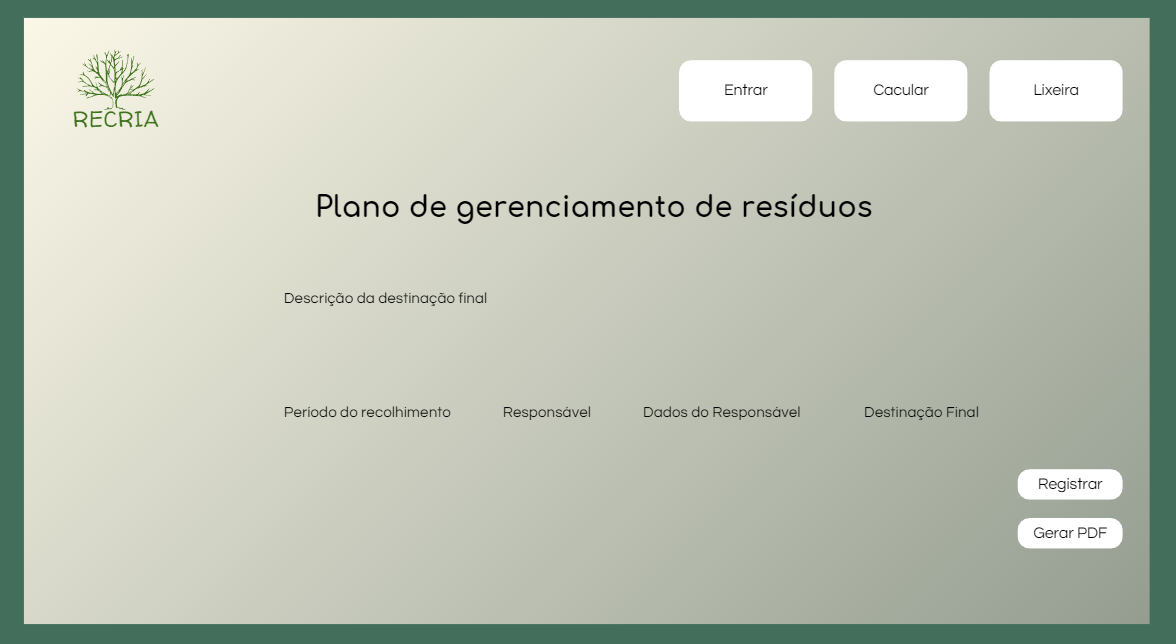 RECRIA
Entrar
Cacular
Lixeira
Plano de gerenciamento de resíduos
Descrição da destinação final
Período do recolhimento
Responsável
Dados do Responsável
Destinação Final
Registrar
Gerar PDF